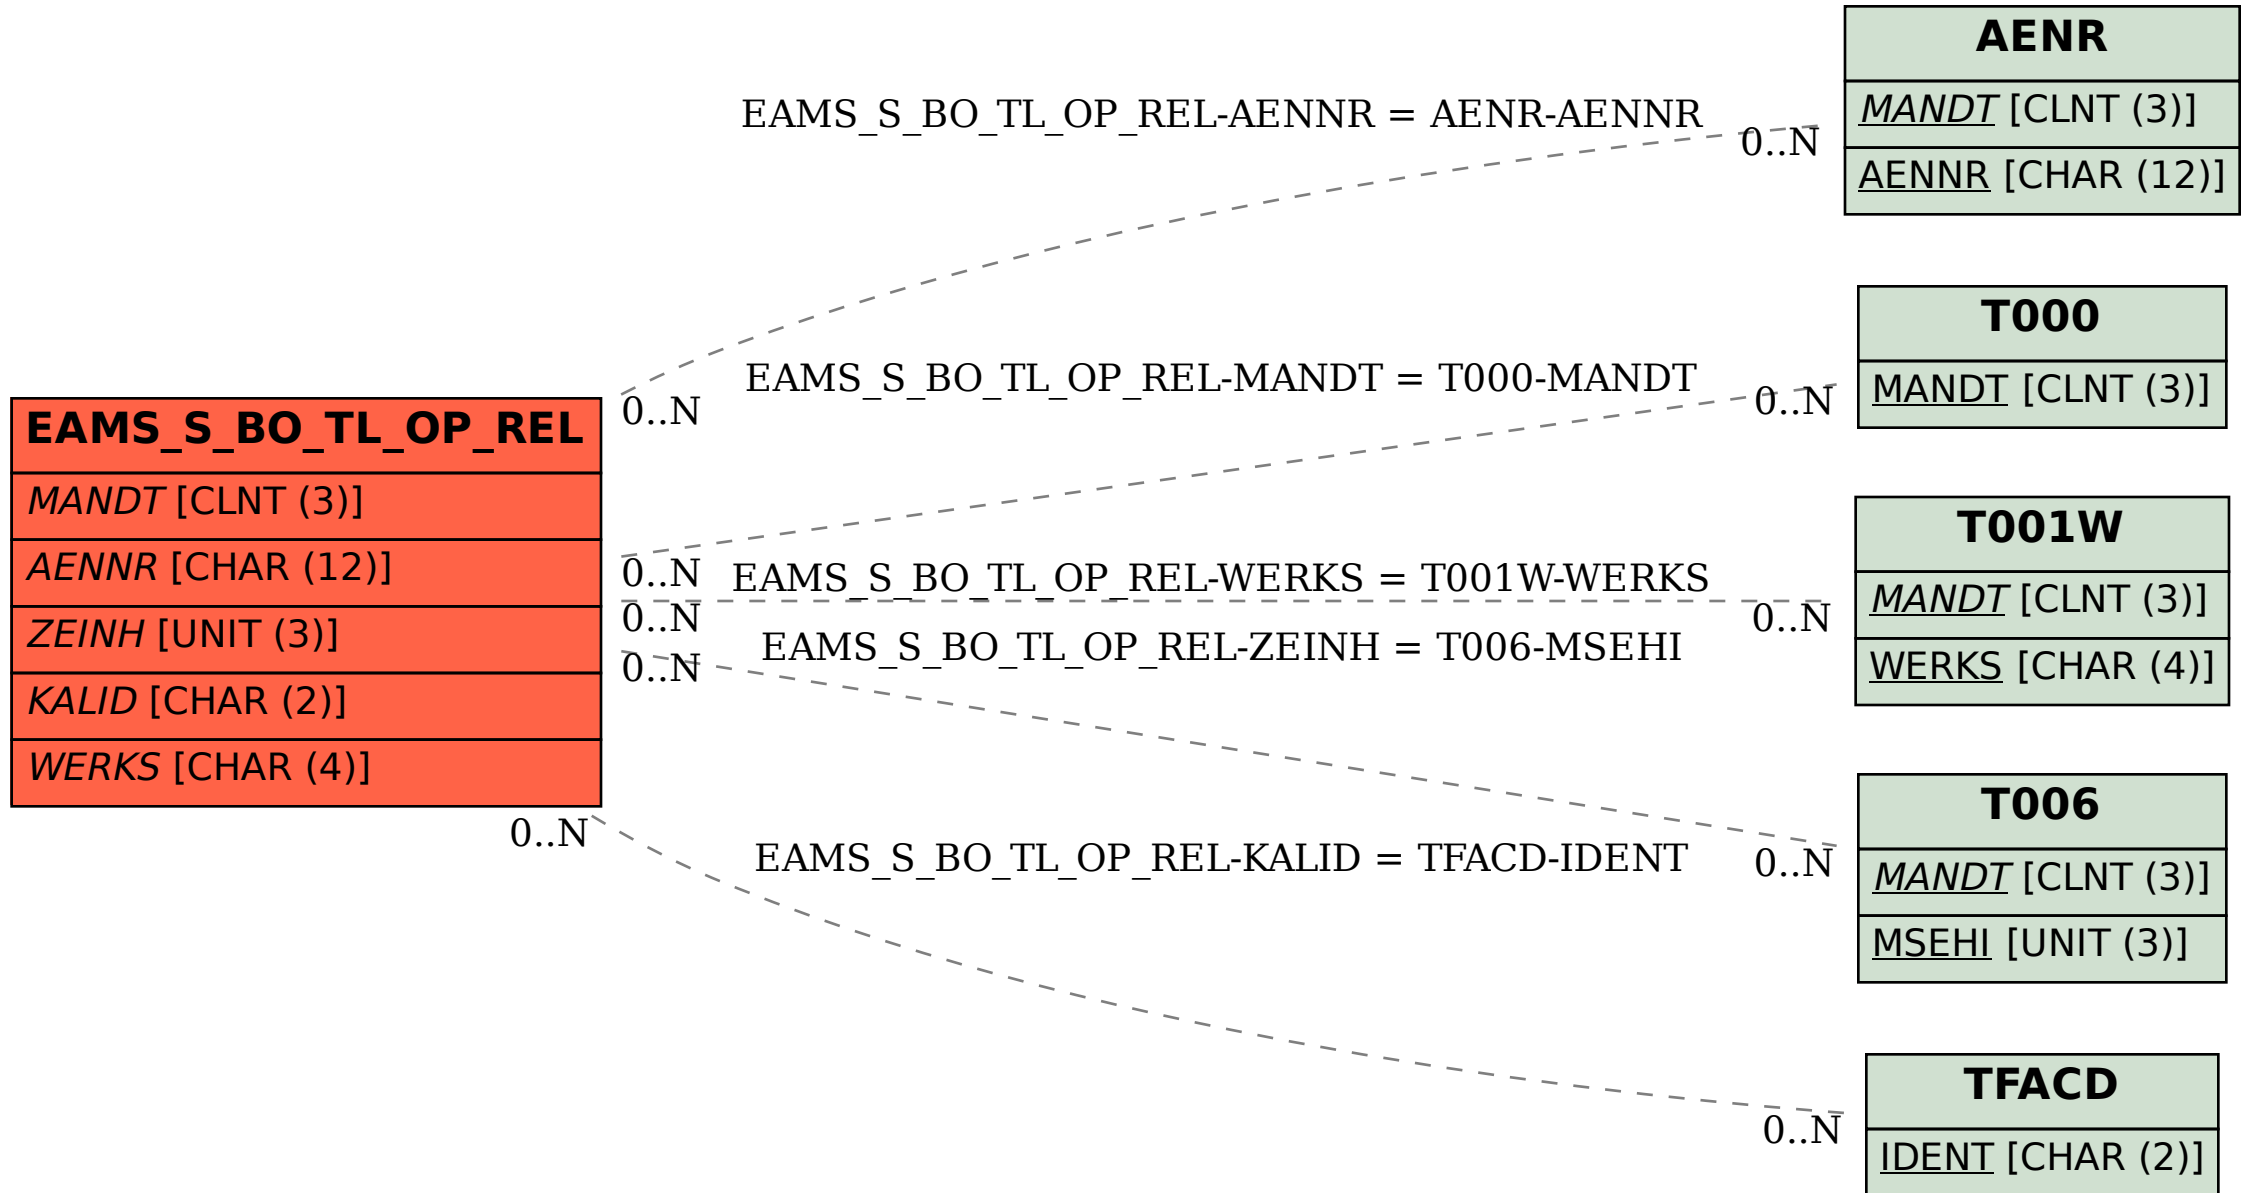 AENR
MANDT [CLNT (3)]
AENNR [CHAR (12)]
EAMS_S_BO_TL_OP_REL-AENNR = AENR-AENNR
0..N
0..N
T000
MANDT [CLNT (3)]
EAMS_S_BO_TL_OP_REL-MANDT = T000-MANDT
0..N
0..N
EAMS_S_BO_TL_OP_REL
MANDT [CLNT (3)]
AENNR [CHAR (12)]
ZEINH [UNIT (3)]
KALID [CHAR (2)]
WERKS [CHAR (4)]
T001W
MANDT [CLNT (3)]
WERKS [CHAR (4)]
EAMS_S_BO_TL_OP_REL-WERKS = T001W-WERKS
0..N
0..N
EAMS_S_BO_TL_OP_REL-ZEINH = T006-MSEHI
0..N
0..N
T006
MANDT [CLNT (3)]
MSEHI [UNIT (3)]
EAMS_S_BO_TL_OP_REL-KALID = TFACD-IDENT
0..N
0..N
TFACD
IDENT [CHAR (2)]